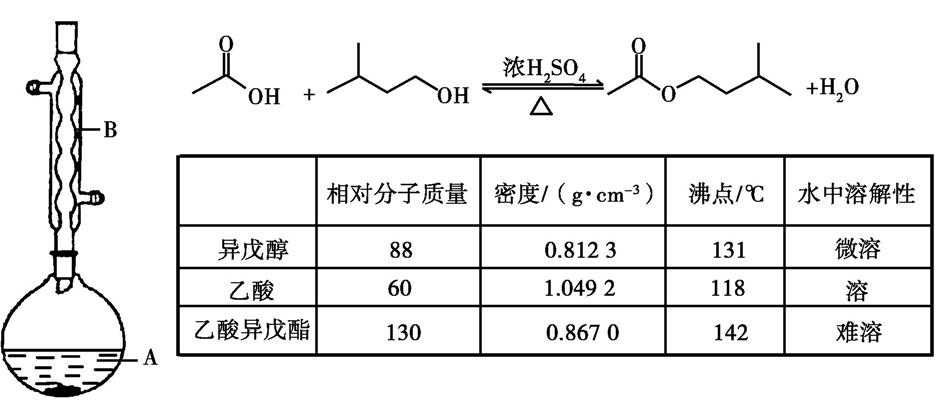 B
A
O
OH
+
OH
浓H₂SO₄
△
O
O
+H₂O
相对分子质量 密度/(g·cm⁻³) 沸点/℃ 水中溶解性
异戊醇 88 0.812 3 131 微溶
乙酸 60 1.049 2 118 溶
乙酸异戊酯 130 0.867 0 142 难溶